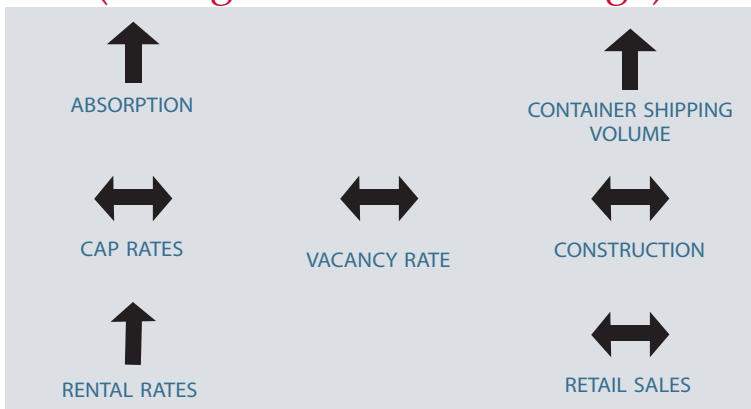 ABSORPTION
CONTAINER SHIPPING
VOLUME
CAP RATES
VACANCY RATE
CONSTRUCTION
RENTAL RATES
RETAIL SALES